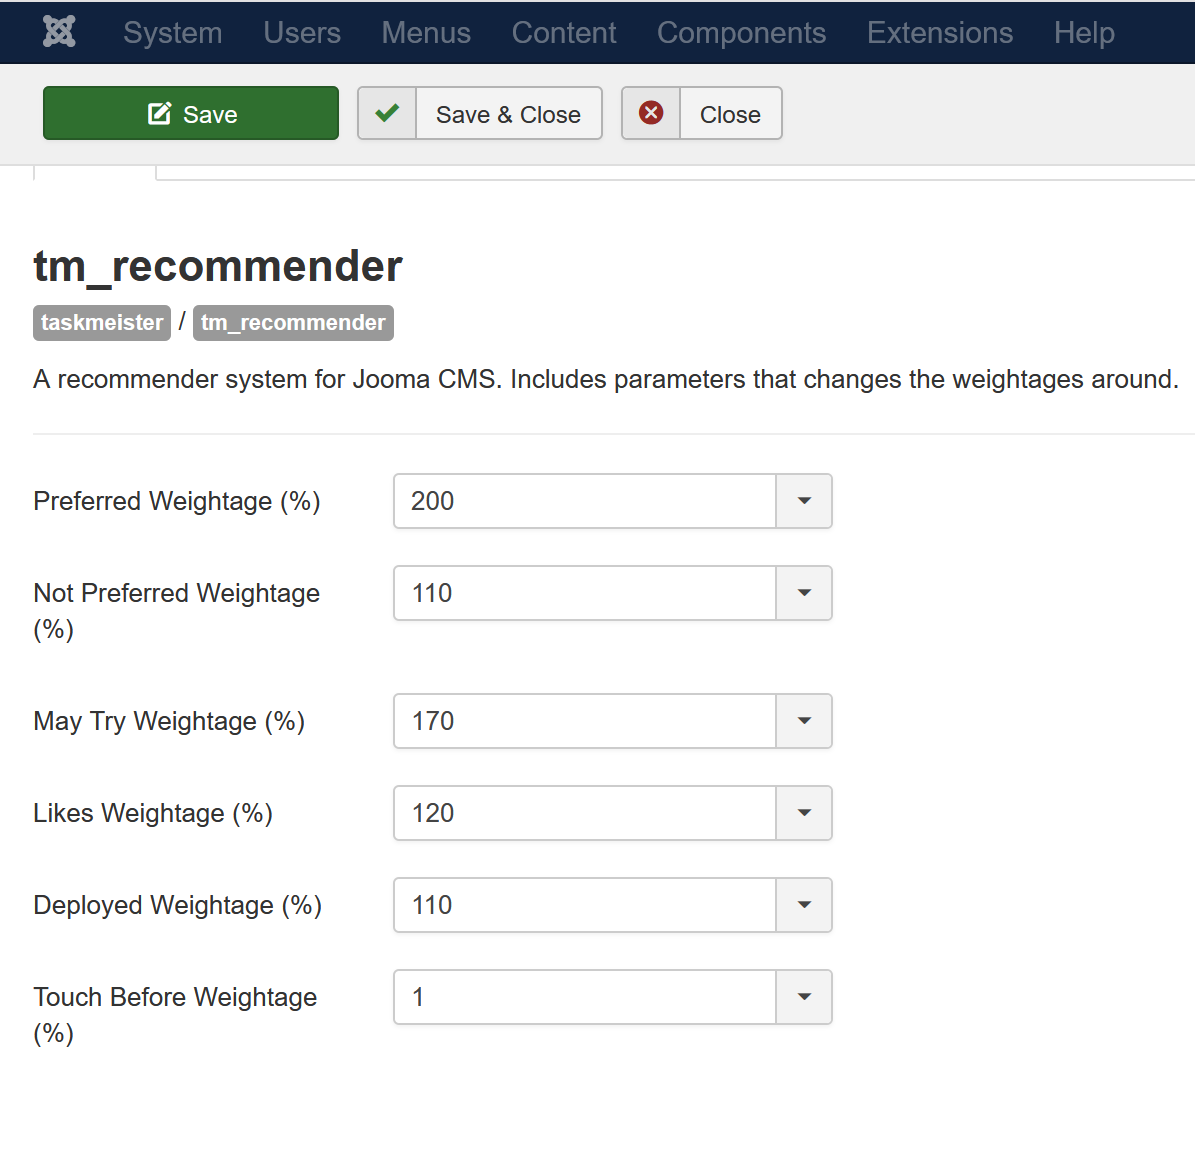 System Users Menus Content Components Extensions Help
Save Save & Close Close
tm_recommender
taskmeister / tm_recommender
A recommender system for Jooma CMS. Includes parameters that changes the weightages around.
Preferred Weightage (%) 200
Not Preferred Weightage 110
(%)
May Try Weightage (%) 170
Likes Weightage (%) 120
Deployed Weightage (%) 110
Touch Before Weightage 1
(%)